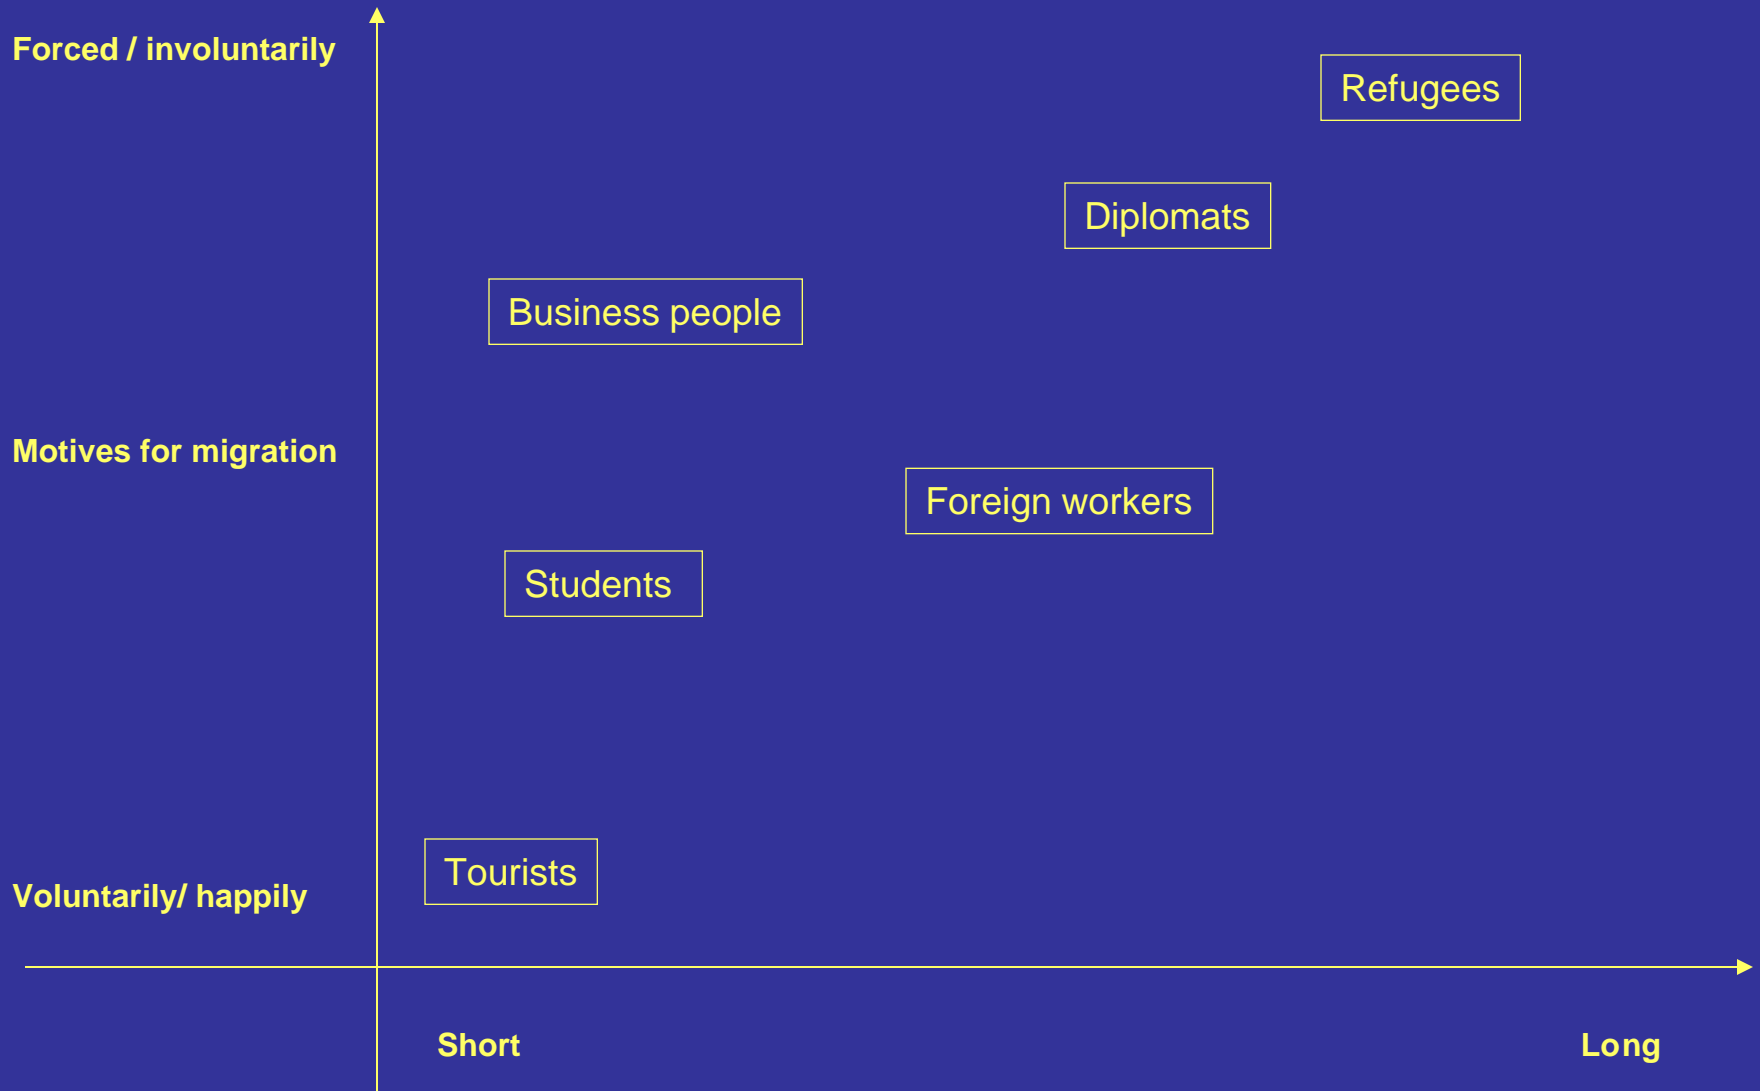 Forced / involuntarily
Refugees
Diplomats
Business people
Motives for migration
Foreign workers
Students
Tourists
Voluntarily/ happily
Short
Long